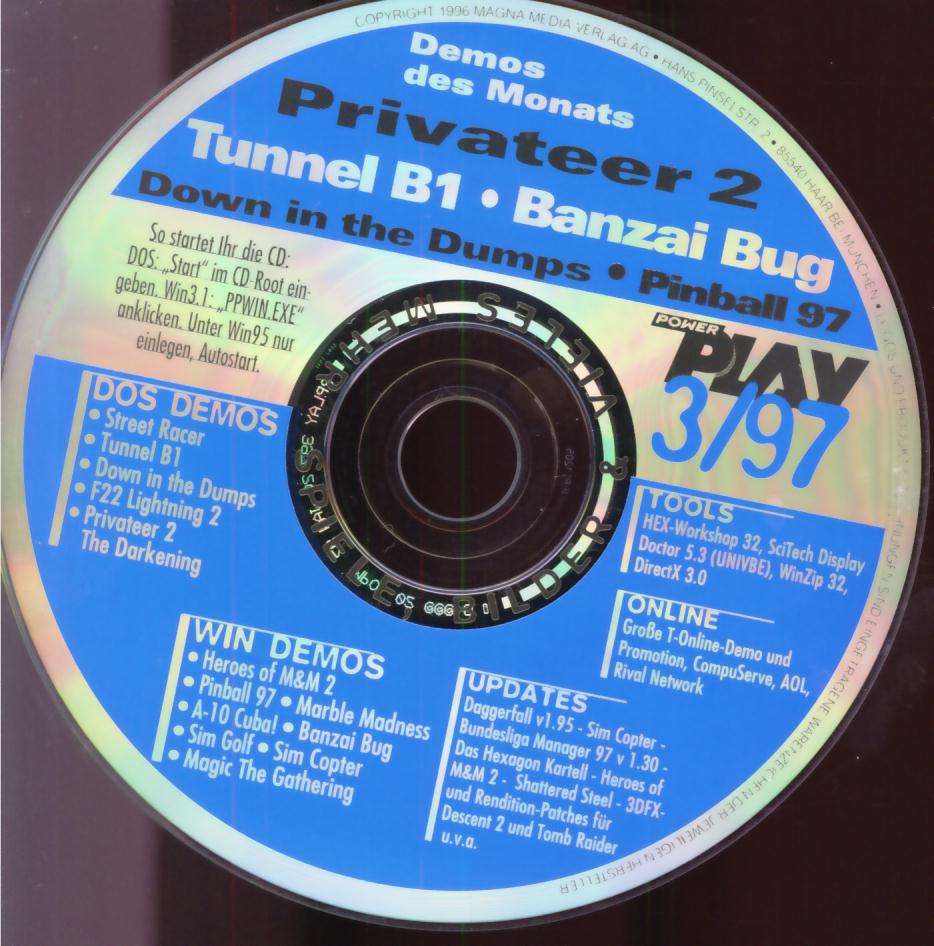 COPYRIGHT 1996 MAGNA MEDIA VERLAG AG • HANS PINSELSTR. 2 • 85540 HAAR BEI MÜNCHEN •
Demos
des Monats
Privateer 2
Tunnel B1 • Banzai Bug
Down in the Dumps • Pinball 97
So startet Ihr die CD:
DOS: „Start" im CD-Root ein-
geben. Win3.1: „PPWIN.EXE"
anklicken. Unter Win95 nur
einlegen, Autostart.
POWER
PLAY
3/97
DOS DEMOS
• Street Racer
• Tunnel B1
• Down in the Dumps
• F22 Lightning 2
• Privateer 2
The Darkening
TOOLS
HEX-Workshop 32, SciTech Display
Doctor 5.3 (UNIVBE), WinZip 32,
DirectX 3.0
ONLINE
Große T-Online-Demo und
Promotion, CompuServe, AOL,
Rival Network
WIN DEMOS
• Heroes of M&M 2
• Pinball 97 • Marble Madness
• A-10 Cuba! • Banzai Bug
• Sim Golf • Sim Copter
• Magic The Gathering
UPDATES
Daggerfall v1.95 - Sim Copter -
Bundesliga Manager 97 v 1.30 -
Das Hexagon Kartell - Heroes of
M&M 2 - Shattered Steel - 3DFX-
und Rendition-Patches für
Descent 2 und Tomb Raider
u.v.a.
SPIELE, BILDER & VIELES MEHR
SIND EINGETRAGENE WARENZEICHEN DER JEWEILIGEN HERSTELLER